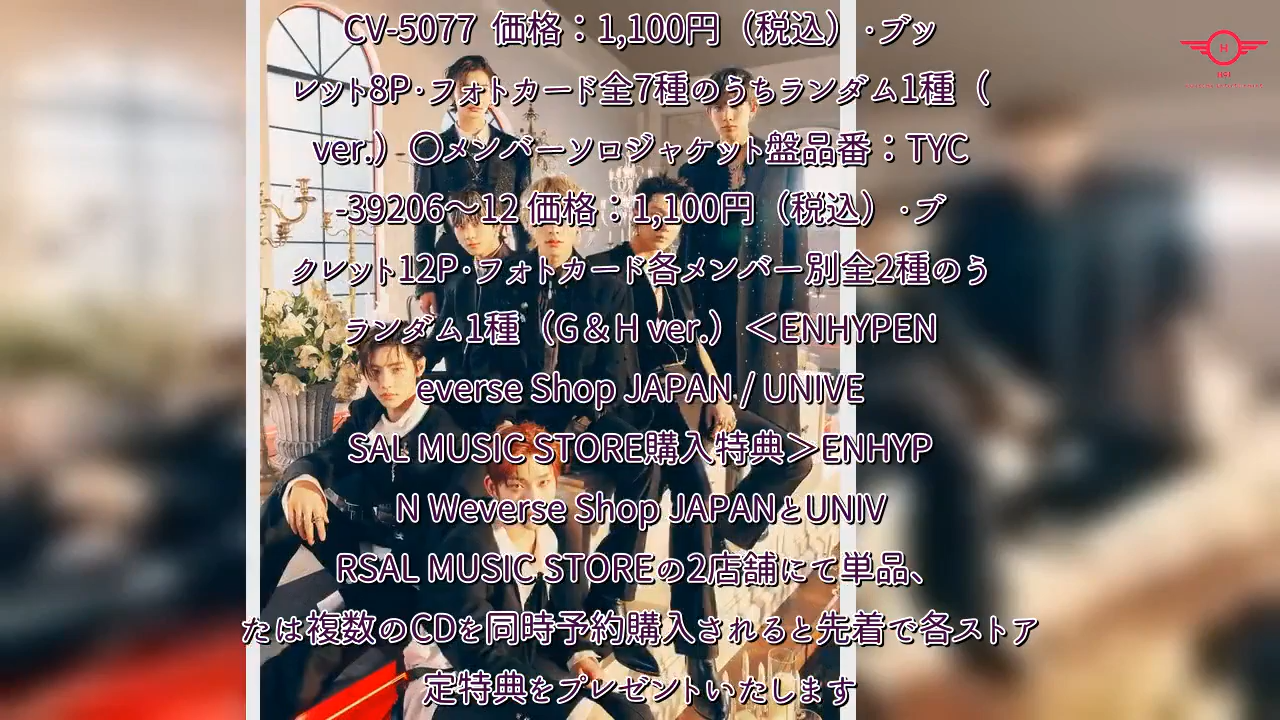 CV-5077 価格：1,100円（税込）・ブッ
レット8P・フォトカード全7種のうちランダム1種（
ver.）〇メンバーソロジャケット盤品番：TYC
-39206～12 価格：1,100円（税込）・ブ
クレット12P・フォトカード各メンバー別全2種のう
ランダム1種（G＆H ver.）＜ENHYPEN
everse Shop JAPAN / UNIVE
SAL MUSIC STORE購入特典＞ENHYP
N Weverse Shop JAPANとUNIV
RSAL MUSIC STOREの2店舗にて単品、
たは複数のCDを同時予約購入されると先着で各ストア
定特典をプレゼントいたします
H